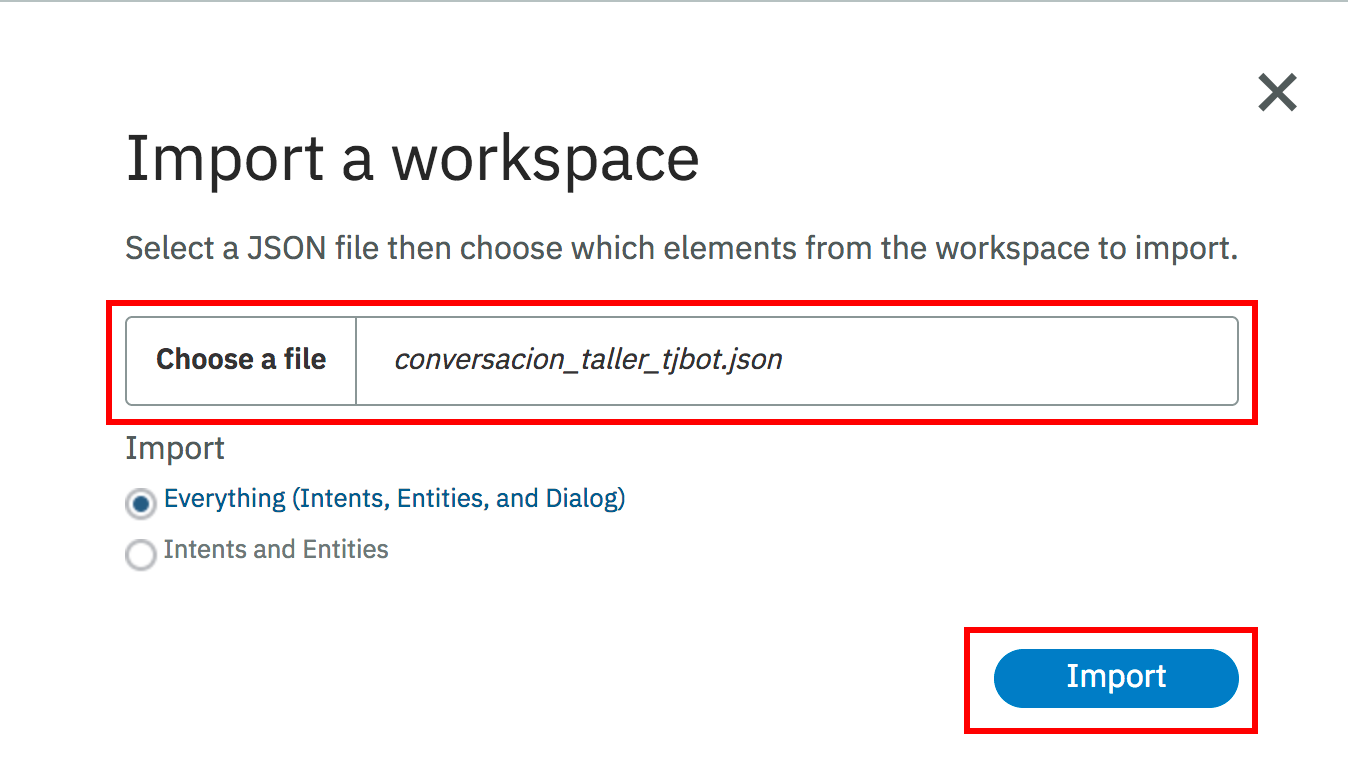 Import a workspace
Select a JSON file then choose which elements from the workspace to import.
Choose a file conversacion_taller_tjbot.json
Import
Everything (Intents, Entities, and Dialog)
Intents and Entities
Import